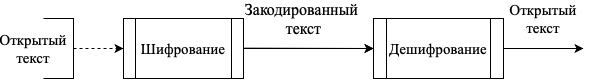 Открытый
текст
Шифрование
Закодированный
текст
Дешифрование
Открытый
текст